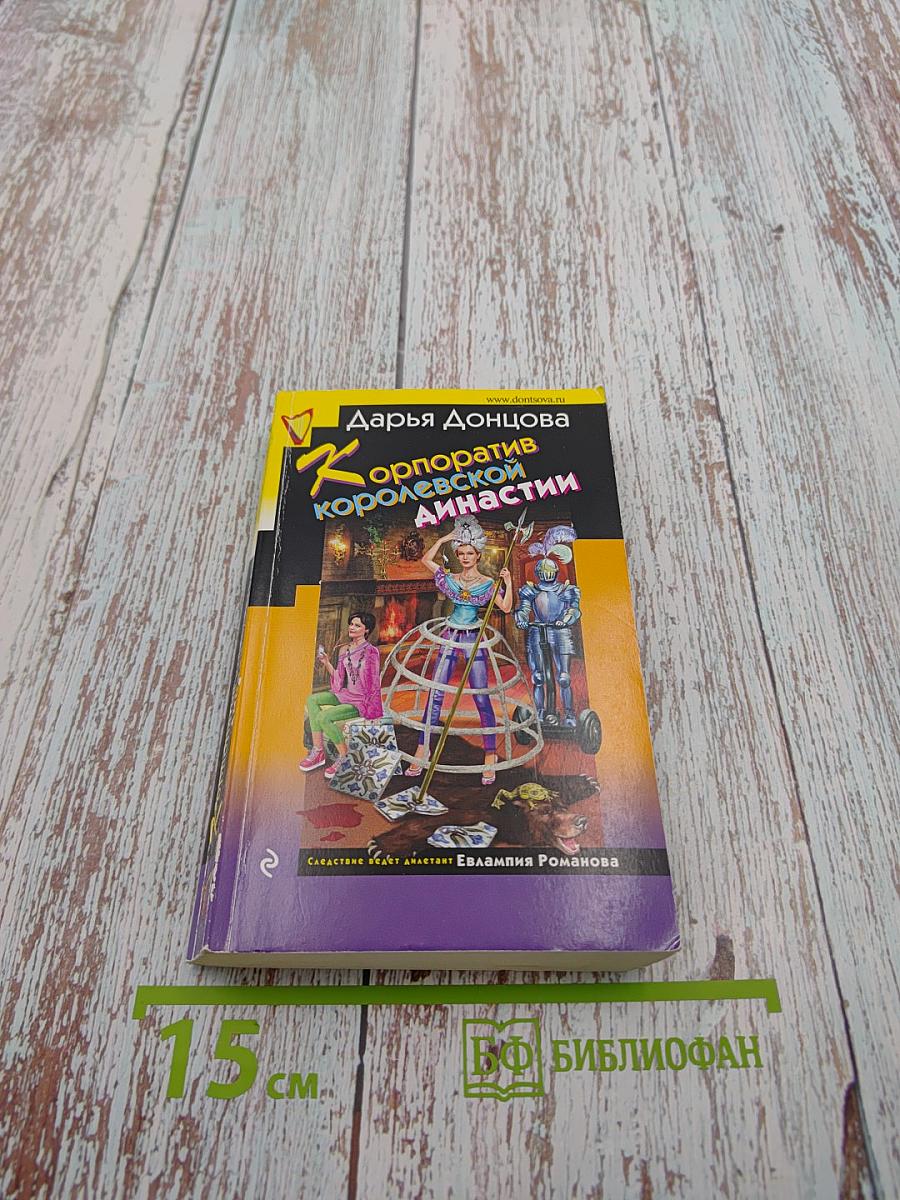 www.dontsova.ru
Дарья Донцова
Корпоратив
королевской
династии
Следствие ведет дилетант Евлампия Романова
15 см
БФ БИБЛИОФАН